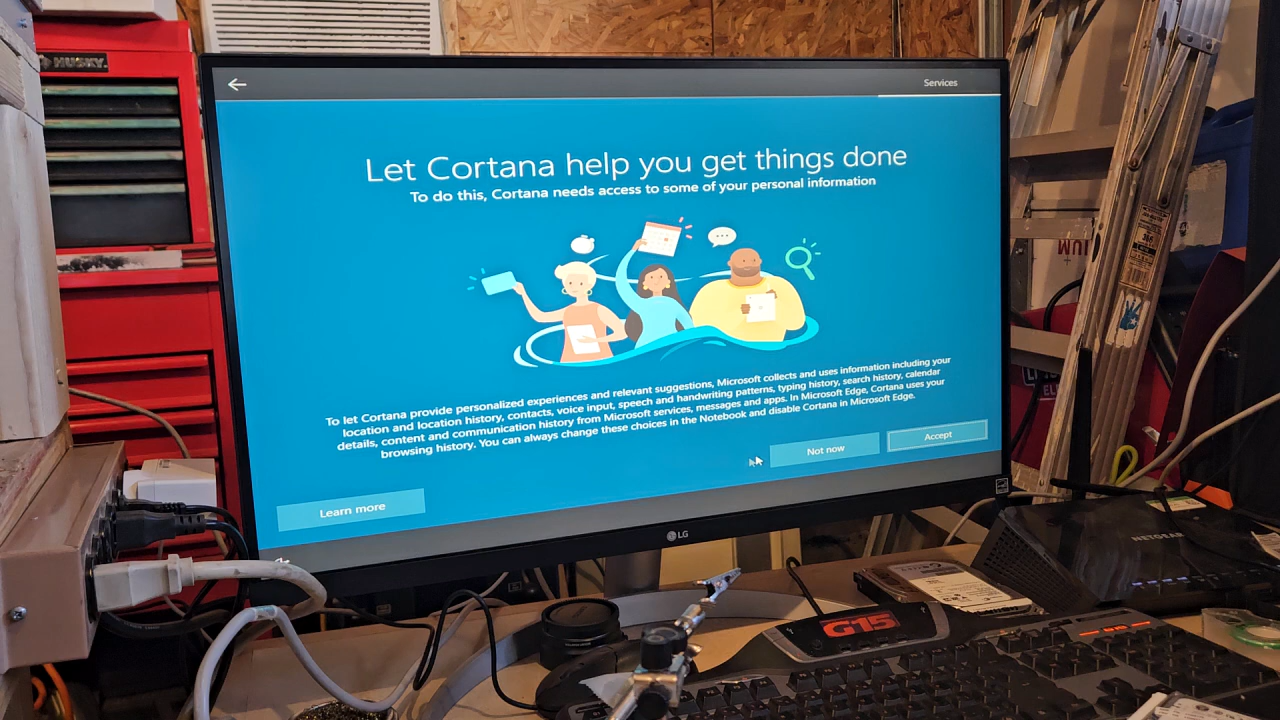 HUSKY
Services
Let Cortana help you get things done
To do this, Cortana needs access to some of your personal information
To let Cortana provide personalized experiences and relevant suggestions, Microsoft collects and uses information including your
location and location history, contacts, voice input, speech and handwriting patterns, typing history, search history, calendar
details, content and communication history from Microsoft services, messages and apps. In Microsoft Edge, Cortana uses your
browsing history. You can always change these choices in the Notebook and disable Cortana in Microsoft Edge.
Accept
Not now
Learn more
LG
NETGEAR
G15